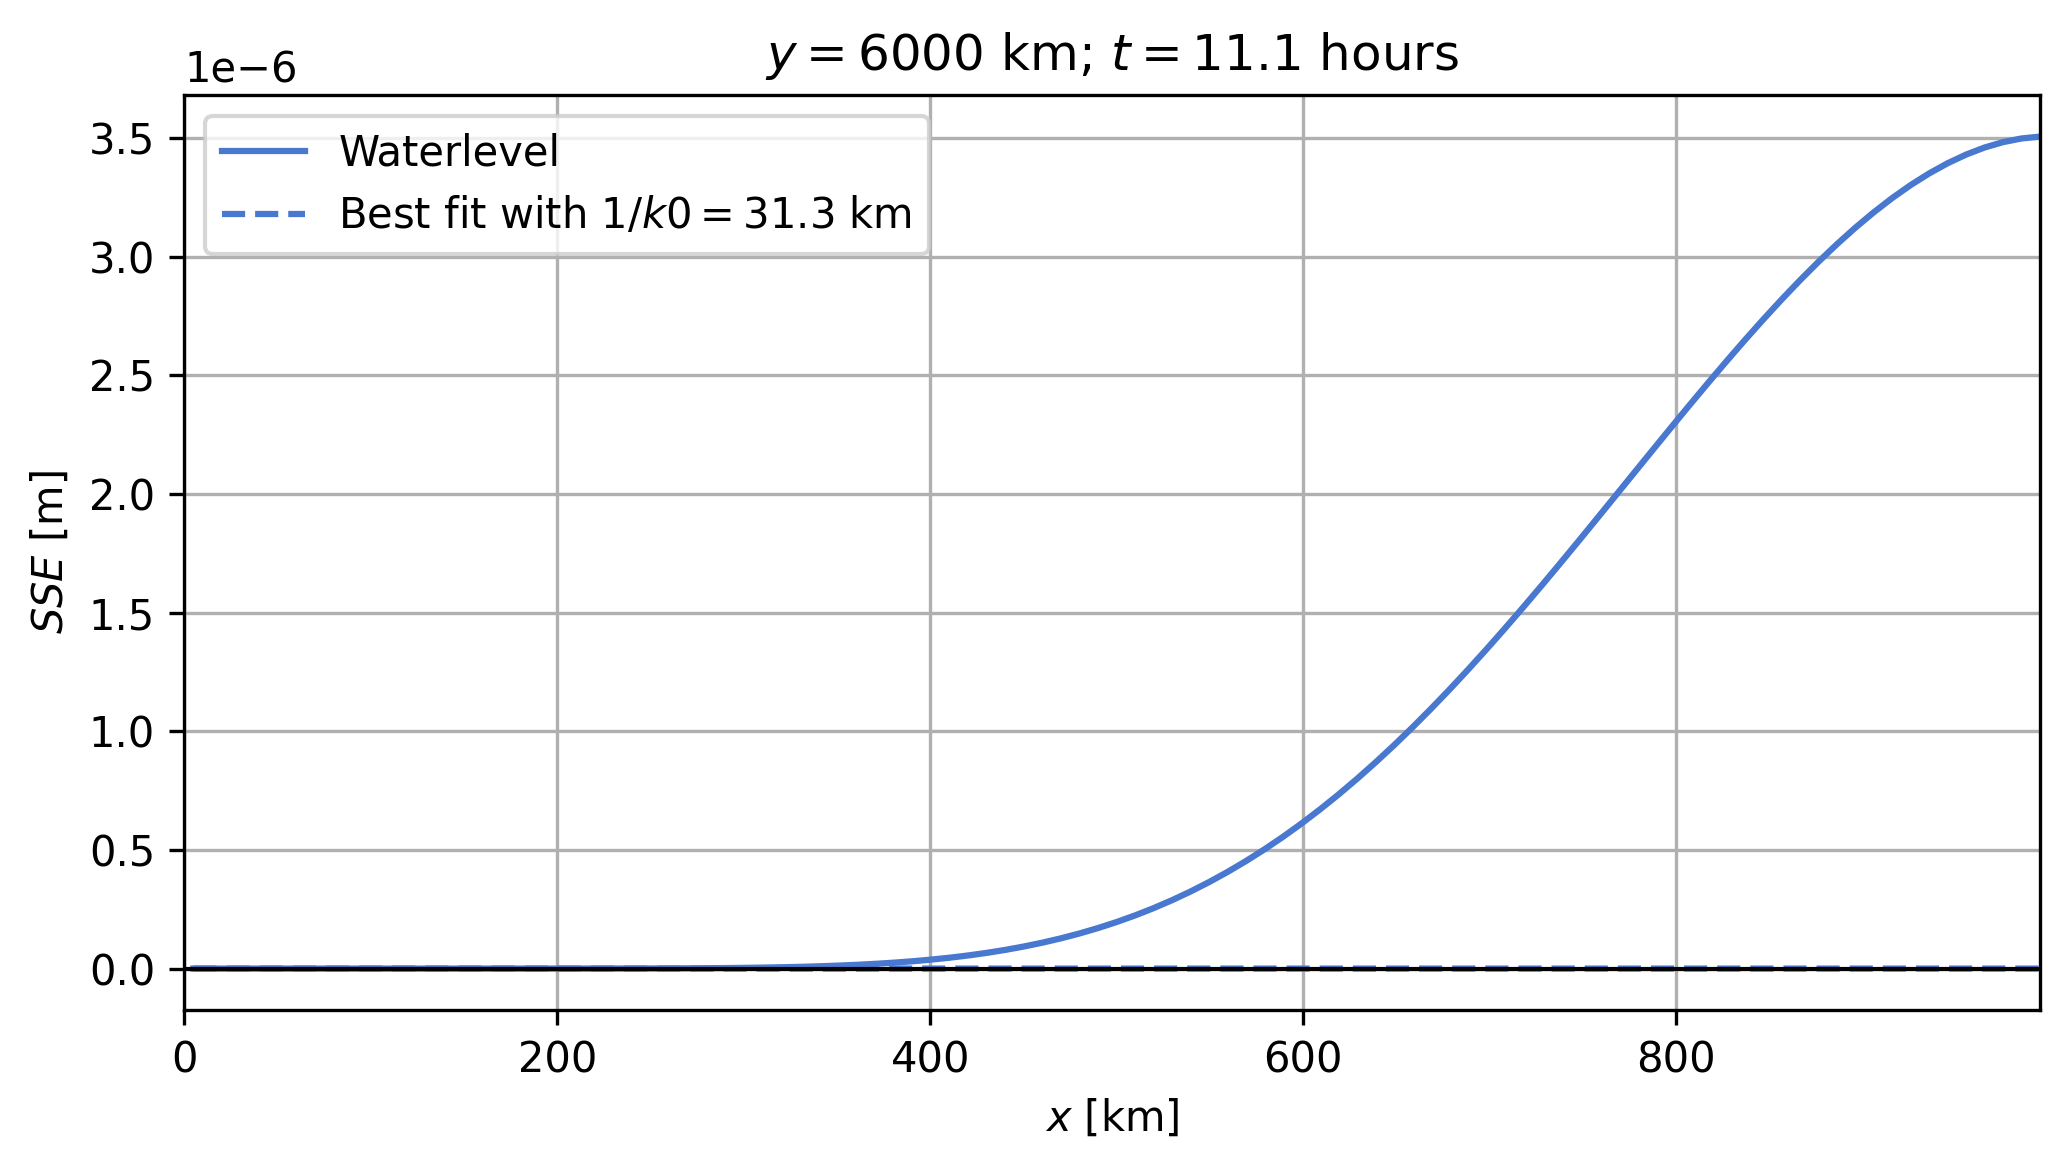 y = 6000 km; t = 11.1 hours
1e−6
3.5
3.0
2.5
2.0
1.5
1.0
0.5
0.0
SSE [m]
Waterlevel
Best fit with 1/k0 = 31.3 km
0 200 400 600 800
x [km]